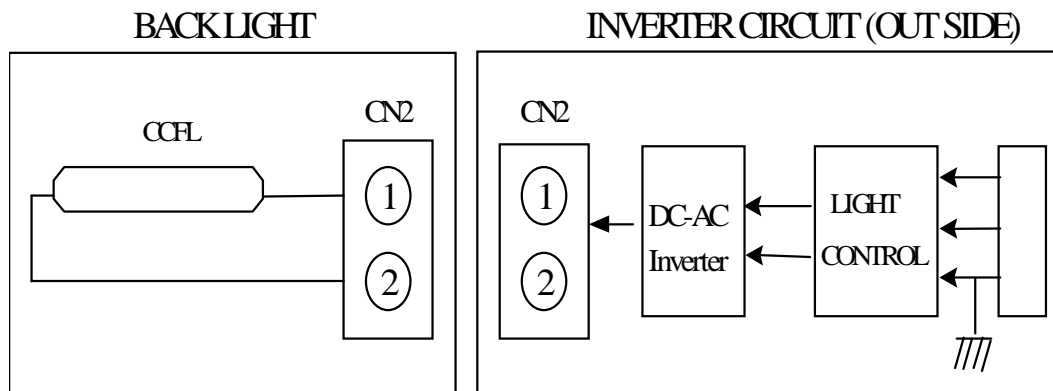 BACK LIGHT
CCFL
CN2
1
2
INVERTER CIRCUIT (OUT SIDE)
CN2
1
2
DC-AC
Inverter
LIGHT
CONTROL